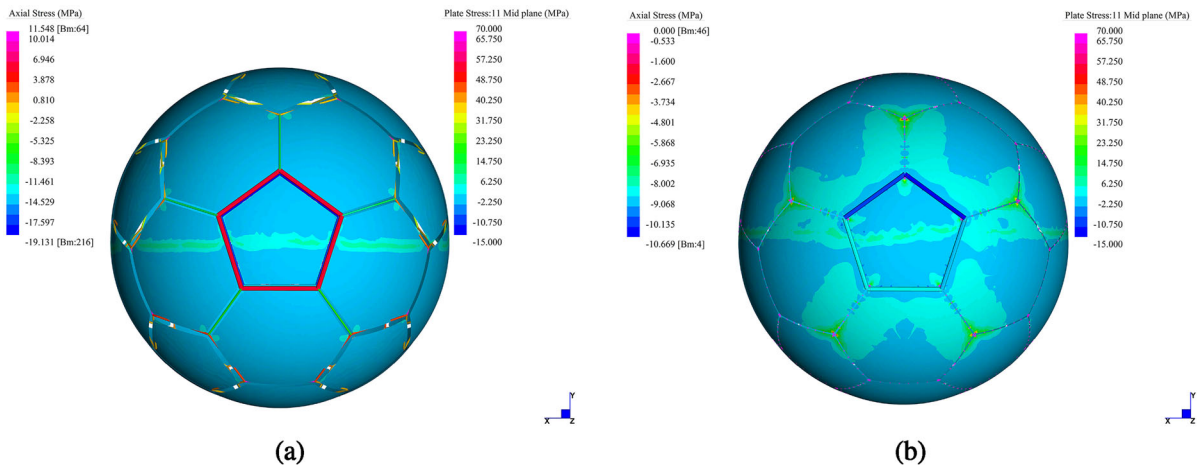 Axial Stress (MPa)
11.548 [Bm:64]
10.014
6.946
3.878
0.810
-2.258
-5.325
-8.393
-11.461
-14.529
-17.597
-19.131 [Bm:216]
Plate Stress:11 Mid plane (MPa)
70.000
65.750
57.250
48.750
40.250
31.750
23.250
14.750
6.250
-2.250
-10.750
-15.000
Y
X
Z
(a)
Axial Stress (MPa)
0.000 [Bm:46]
-0.533
-1.600
-2.667
-3.734
-4.801
-5.868
-6.935
-8.002
-9.068
-10.135
-10.669 [Bm:4]
Plate Stress:11 Mid plane (MPa)
70.000
65.750
57.250
48.750
40.250
31.750
23.250
14.750
6.250
-2.250
-10.750
-15.000
Y
X
Z
(b)